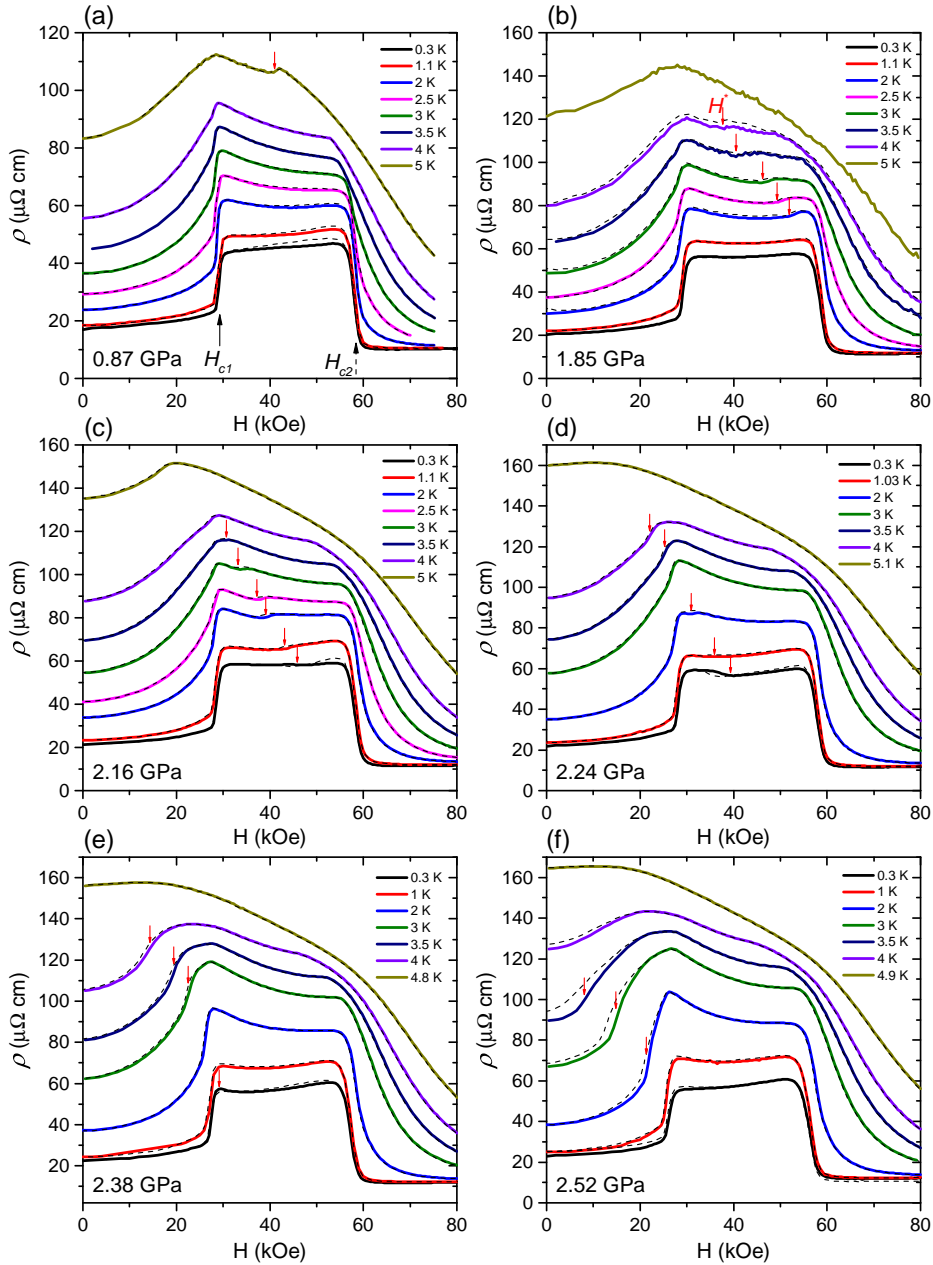 (a)
120
100
80
60
40
20
0
ρ (μΩ cm)
0.3 K
1.1 K
2 K
2.5 K
3 K
3.5 K
4 K
5 K
H_{c1}
H_{c2}
0.87 GPa
0 20 40 60 80
H (kOe)
(b)
160
140
120
100
80
60
40
20
0
ρ (μΩ cm)
0.3 K
1.1 K
2 K
2.5 K
3 K
3.5 K
4 K
5 K
H^*
1.85 GPa
0 20 40 60 80
H (kOe)
(c)
160
140
120
100
80
60
40
20
0
ρ (μΩ cm)
0.3 K
1.1 K
2 K
2.5 K
3 K
3.5 K
4 K
5 K
2.16 GPa
0 20 40 60 80
H (kOe)
(d)
160
140
120
100
80
60
40
20
0
ρ (μΩ cm)
0.3 K
1.03 K
2 K
3 K
3.5 K
4 K
5.1 K
2.24 GPa
0 20 40 60 80
H (kOe)
(e)
160
140
120
100
80
60
40
20
ρ (μΩ cm)
0.3 K
1 K
2 K
3 K
3.5 K
4 K
4.8 K
2.38 GPa
0 20 40 60 80
H (kOe)
(f)
160
140
120
100
80
60
40
20
ρ (μΩ cm)
0.3 K
1 K
2 K
3 K
3.5 K
4 K
4.9 K
2.52 GPa
0 20 40 60 80
H (kOe)